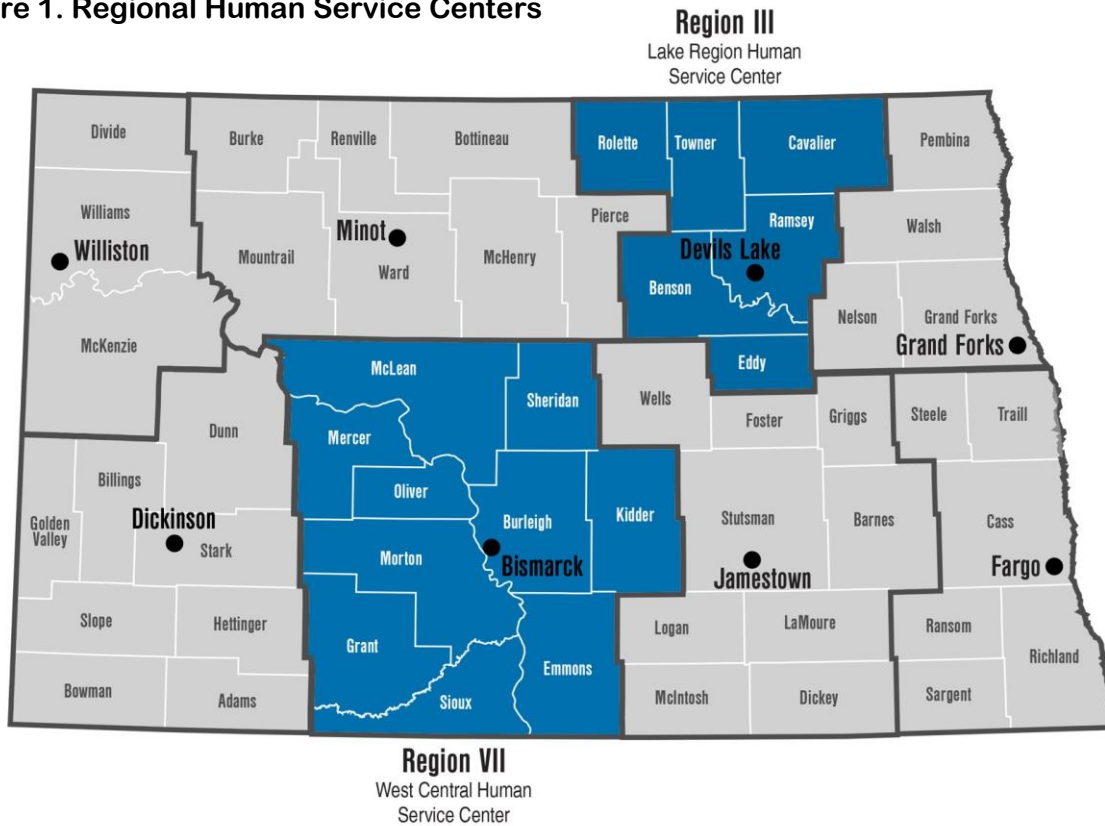 re 1. Regional Human Service Centers
Region III
Lake Region Human
Service Center
Divide
Burke
Renville
Bottineau
Rolette
Towner
Cavalier
Pembina
Williams
Williston
Mountrail
Minot
Ward
McHenry
Pierce
Ramsey
Devils Lake
Benson
Walsh
Nelson
Grand Forks
Grand Forks
McKenzie
McLean
Sheridan
Eddy
Wells
Foster
Griggs
Steele
Traill
Dunn
Mercer
Oliver
Billings
Golden
Valley
Dickinson
Stark
Burleigh
Bismarck
Kidder
Stutsman
Jamestown
Barnes
Cass
Fargo
Morton
Slope
Hettinger
Grant
Emmons
Logan
LaMoure
Ransom
Richland
Bowman
Adams
Sioux
McIntosh
Dickey
Sargent
Region VII
West Central Human
Service Center